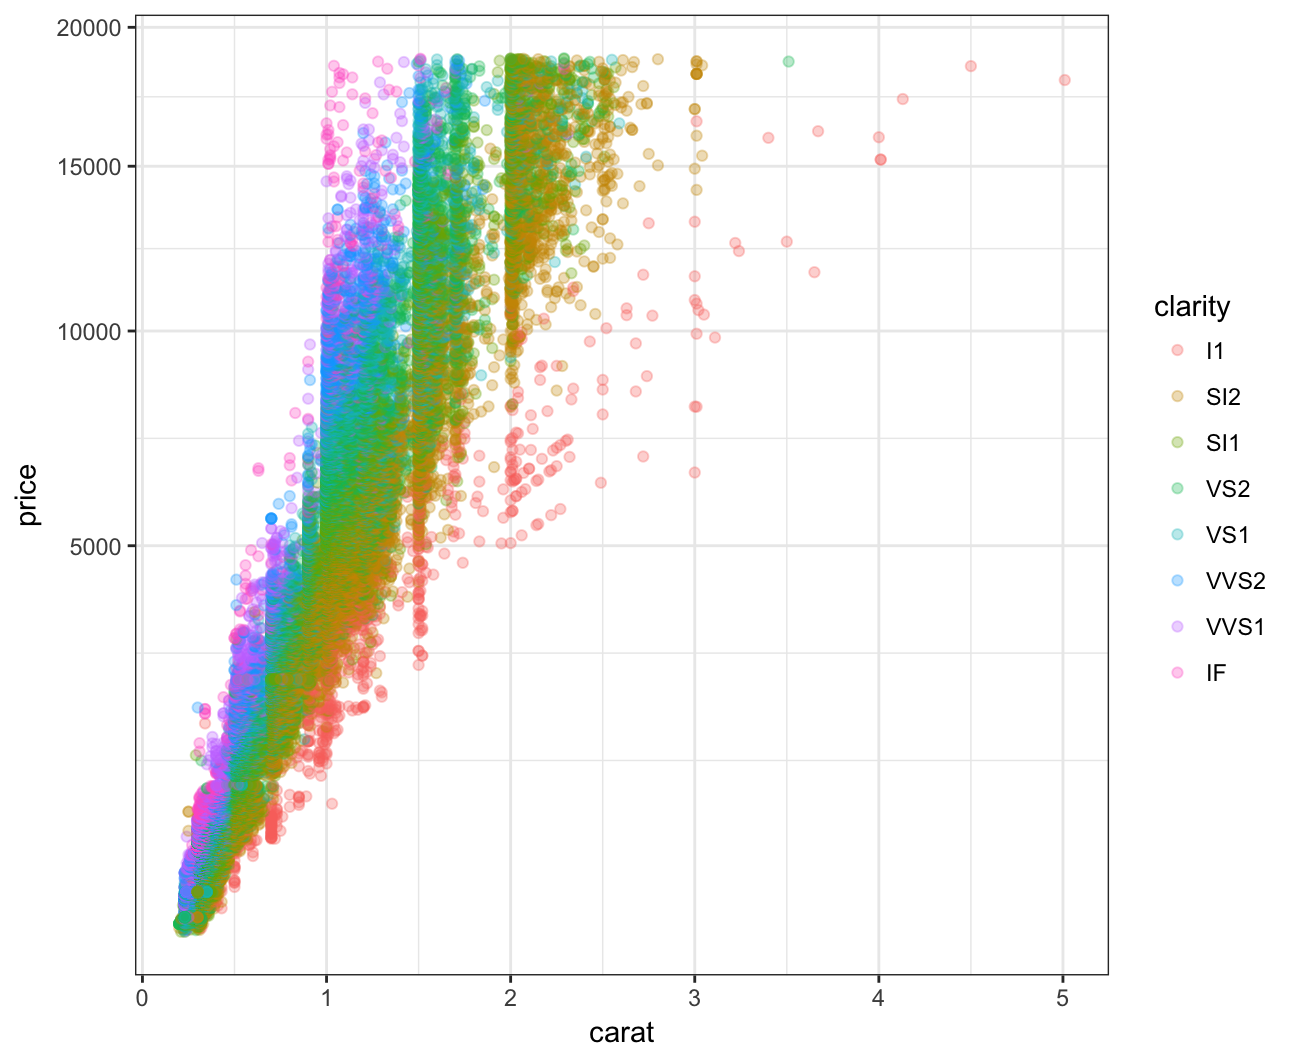 20000
15000
10000
5000
price
0 1 2 3 4 5
carat
clarity
I1
SI2
SI1
VS2
VS1
VVS2
VVS1
IF